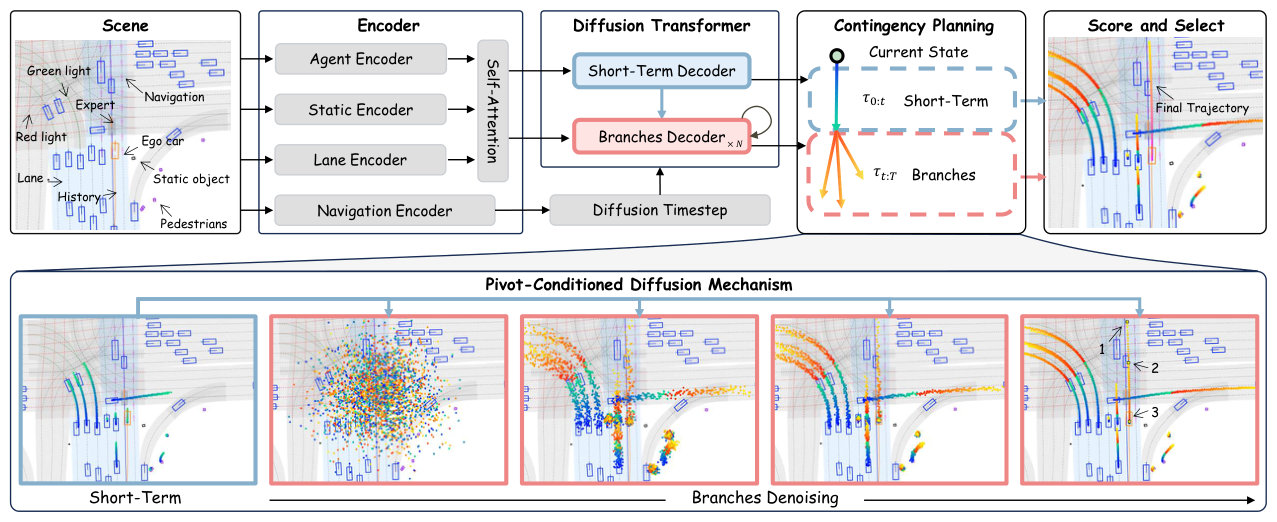 Scene
Green light
Navigation
Expert
Red light
Ego car
Lane
Static object
History
Pedestrians
Encoder
Agent Encoder
Static Encoder
Lane Encoder
Navigation Encoder
Self-Attention
Diffusion Transformer
Short-Term Decoder
Branches Decoder ×N
Diffusion Timestep
Contingency Planning
Current State
τ0:t Short-Term
τt:T Branches
Score and Select
Final Trajectory
Pivot-Conditioned Diffusion Mechanism
1
2
3
Short-Term
Branches Denoising